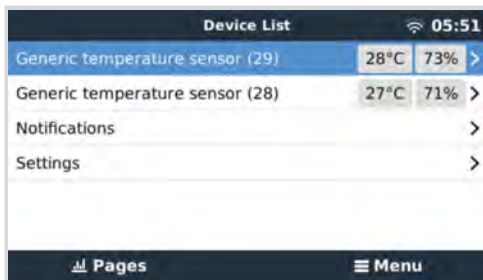 Device List 05:51
Generic temperature sensor (29) 28°C 73% >
Generic temperature sensor (28) 27°C 71% >
Notifications >
Settings >
Pages Menu